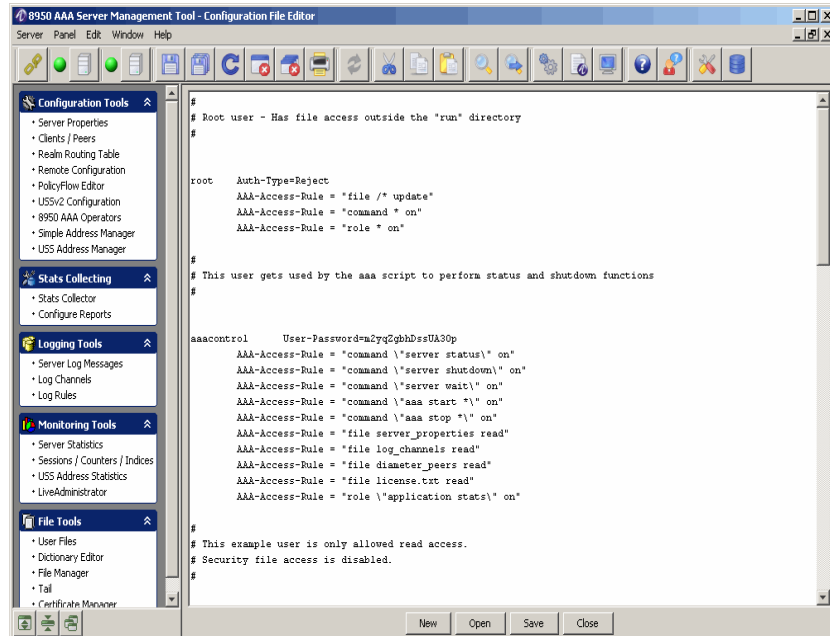 8950 AAA Server Management Tool - Configuration File Editor
Server Panel Edit Window Help
Configuration Tools
Server Properties
Clients / Peers
Realm Routing Table
Remote Configuration
PolicyFlow Editor
USSv2 Configuration
8950 AAA Operators
Simple Address Manager
USS Address Manager
Stats Collecting
Stats Collector
Configure Reports
Logging Tools
Server Log Messages
Log Channels
Log Rules
Monitoring Tools
Server Statistics
Sessions / Counters / Indices
USS Address Statistics
LiveAdministrator
File Tools
User Files
Dictionary Editor
File Manager
Tail
Certificate Manager
#
# Root user - Has file access outside the "run" directory
#
root Auth-Type=Reject
AAA-Access-Rule = "file /* update"
AAA-Access-Rule = "command * on"
AAA-Access-Rule = "role * on"
#
# This user gets used by the aaa script to perform status and shutdown functions
#
aaacontrol User-Password=m2yqZgbhDssUA3Op
AAA-Access-Rule = "command \"server status\" on"
AAA-Access-Rule = "command \"server shutdown\" on"
AAA-Access-Rule = "command \"server wait\" on"
AAA-Access-Rule = "command \"aaa start *\" on"
AAA-Access-Rule = "command \"aaa stop *\" on"
AAA-Access-Rule = "file server_properties read"
AAA-Access-Rule = "file log_channels read"
AAA-Access-Rule = "file diameter_peers read"
AAA-Access-Rule = "file license.txt read"
AAA-Access-Rule = "role \"application stats\" on"
#
# This example user is only allowed read access.
# Security file access is disabled.
#
New Open Save Close